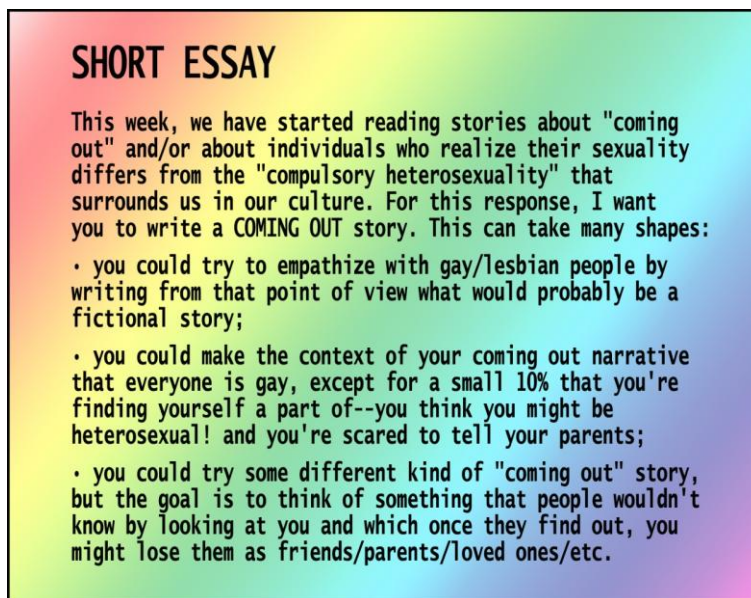 SHORT ESSAY
This week, we have started reading stories about "coming
out" and/or about individuals who realize their sexuality
differs from the "compulsory heterosexuality" that
surrounds us in our culture. For this response, I want
you to write a COMING OUT story. This can take many shapes:
· you could try to empathize with gay/lesbian people by
writing from that point of view what would probably be a
fictional story;
· you could make the context of your coming out narrative
that everyone is gay, except for a small 10% that you're
finding yourself a part of--you think you might be
heterosexual! and you're scared to tell your parents;
· you could try some different kind of "coming out" story,
but the goal is to think of something that people wouldn't
know by looking at you and which once they find out, you
might lose them as friends/parents/loved ones/etc.